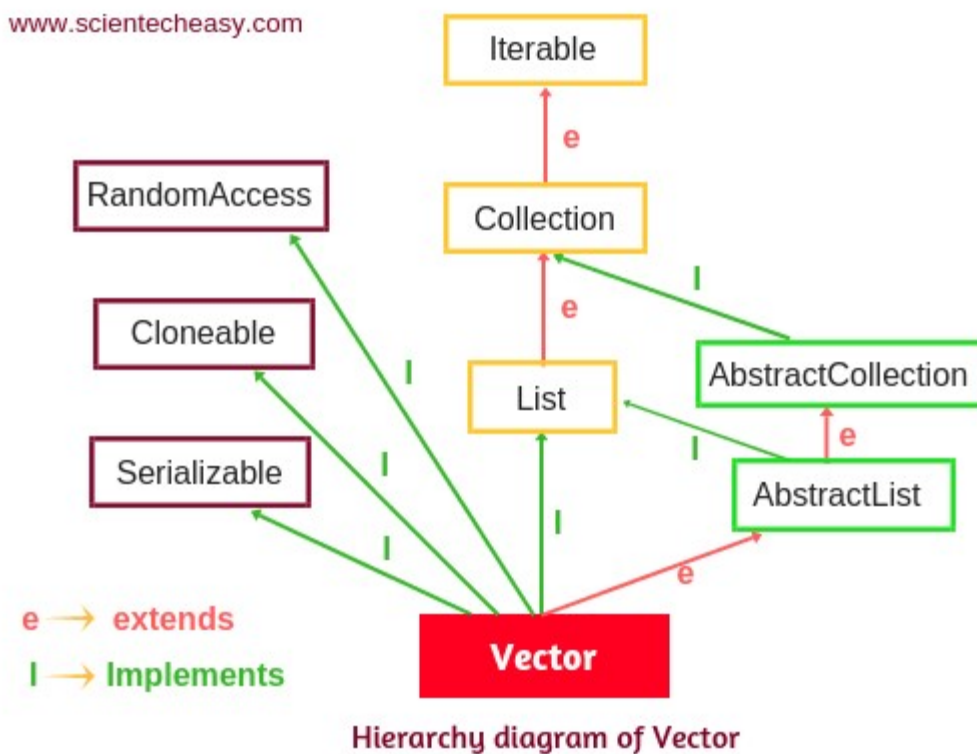 www.scientecheasy.com
Iterable
e
RandomAccess
Collection
I
e
Cloneable
I
AbstractCollection
List
I
e
Serializable
I
AbstractList
I
I
e
e → extends
I → Implements
Vector
Hierarchy diagram of Vector